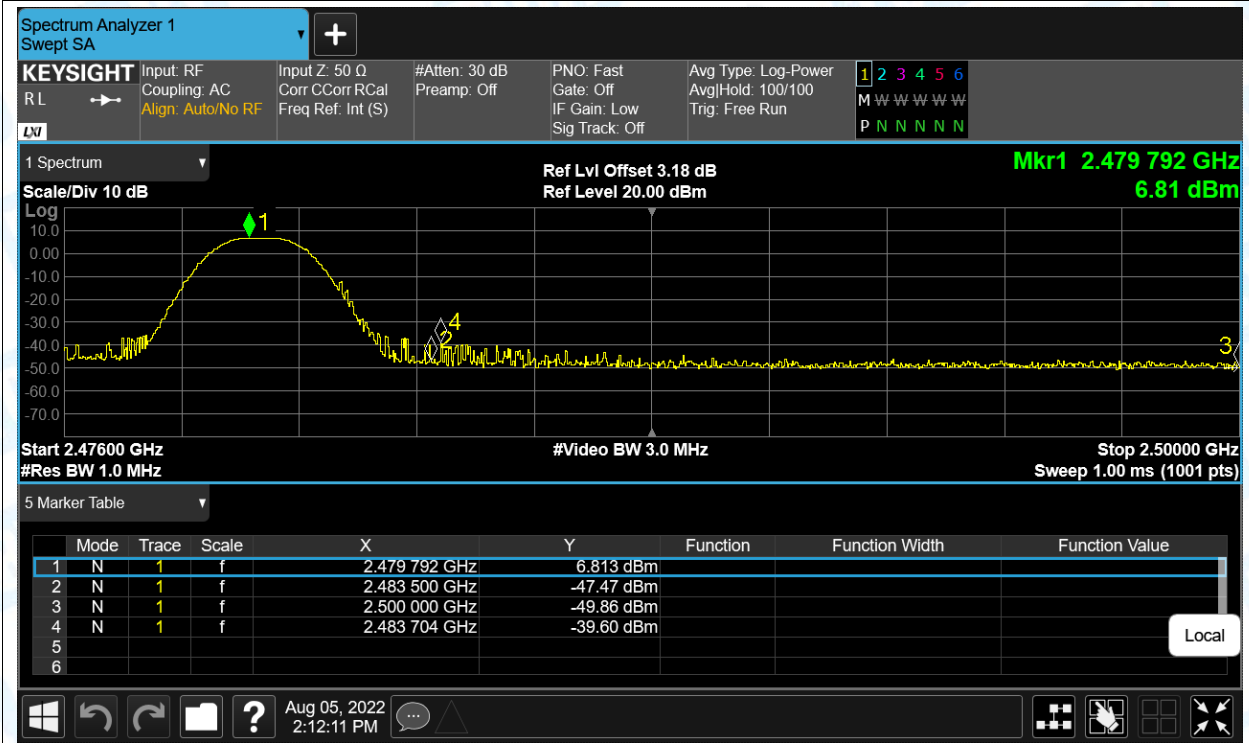 Spectrum Analyzer 1
Swept SA
+
KEYSIGHT
R L
LXI
Input: RF
Coupling: AC
Align: Auto/No RF
Input Z: 50 Ω
Corr CCorr RCal
Freq Ref: Int (S)
#Atten: 30 dB
Preamp: Off
PNO: Fast
Gate: Off
IF Gain: Low
Sig Track: Off
Avg Type: Log-Power
Avg|Hold: 100/100
Trig: Free Run
1 2 3 4 5 6
M W W W W W
P N N N N N
1 Spectrum
Scale/Div 10 dB
Ref Lvl Offset 3.18 dB
Ref Level 20.00 dBm
Mkr1 2.479 792 GHz
6.81 dBm
Log
10.0
0.00
-10.0
-20.0
-30.0
-40.0
-50.0
-60.0
-70.0
1
4
2
3
Start 2.47600 GHz
#Res BW 1.0 MHz
#Video BW 3.0 MHz
Stop 2.50000 GHz
Sweep 1.00 ms (1001 pts)
5 Marker Table
Mode Trace Scale X Y Function Function Width Function Value
1 N 1 f 2.479 792 GHz 6.813 dBm
2 N 1 f 2.483 500 GHz -47.47 dBm
3 N 1 f 2.500 000 GHz -49.86 dBm
4 N 1 f 2.483 704 GHz -39.60 dBm
5
6
Local
?
Aug 05, 2022
2:12:11 PM